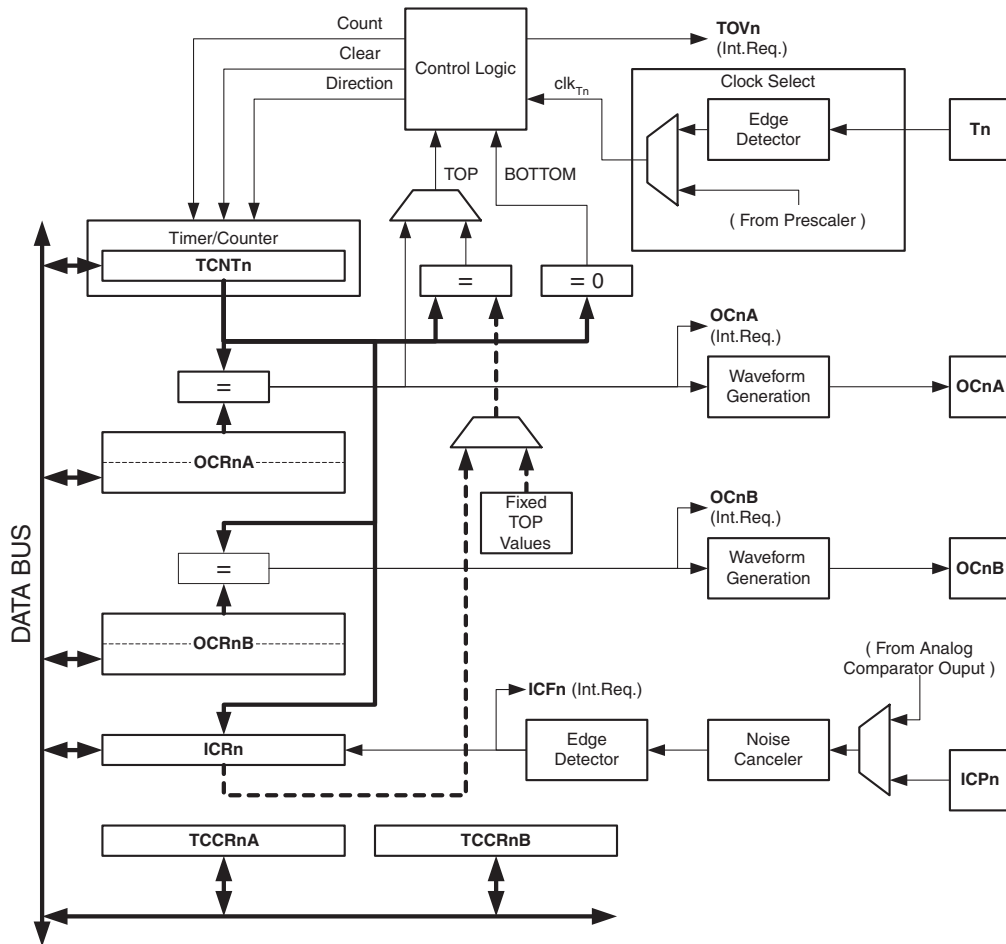 Count
Clear
Direction
Control Logic
TOVn
(Int.Req.)
clkTn
Clock Select
Edge
Detector
Tn
( From Prescaler )
TOP
BOTTOM
Timer/Counter
TCNTn
=
= 0
OCnA
(Int.Req.)
=
Waveform
Generation
OCnA
OCRnA
Fixed
TOP
Values
OCnB
(Int.Req.)
=
Waveform
Generation
OCnB
OCRnB
DATA BUS
( From Analog
Comparator Ouput )
ICFn (Int.Req.)
ICRn
Edge
Detector
Noise
Canceler
ICPn
TCCRnA
TCCRnB